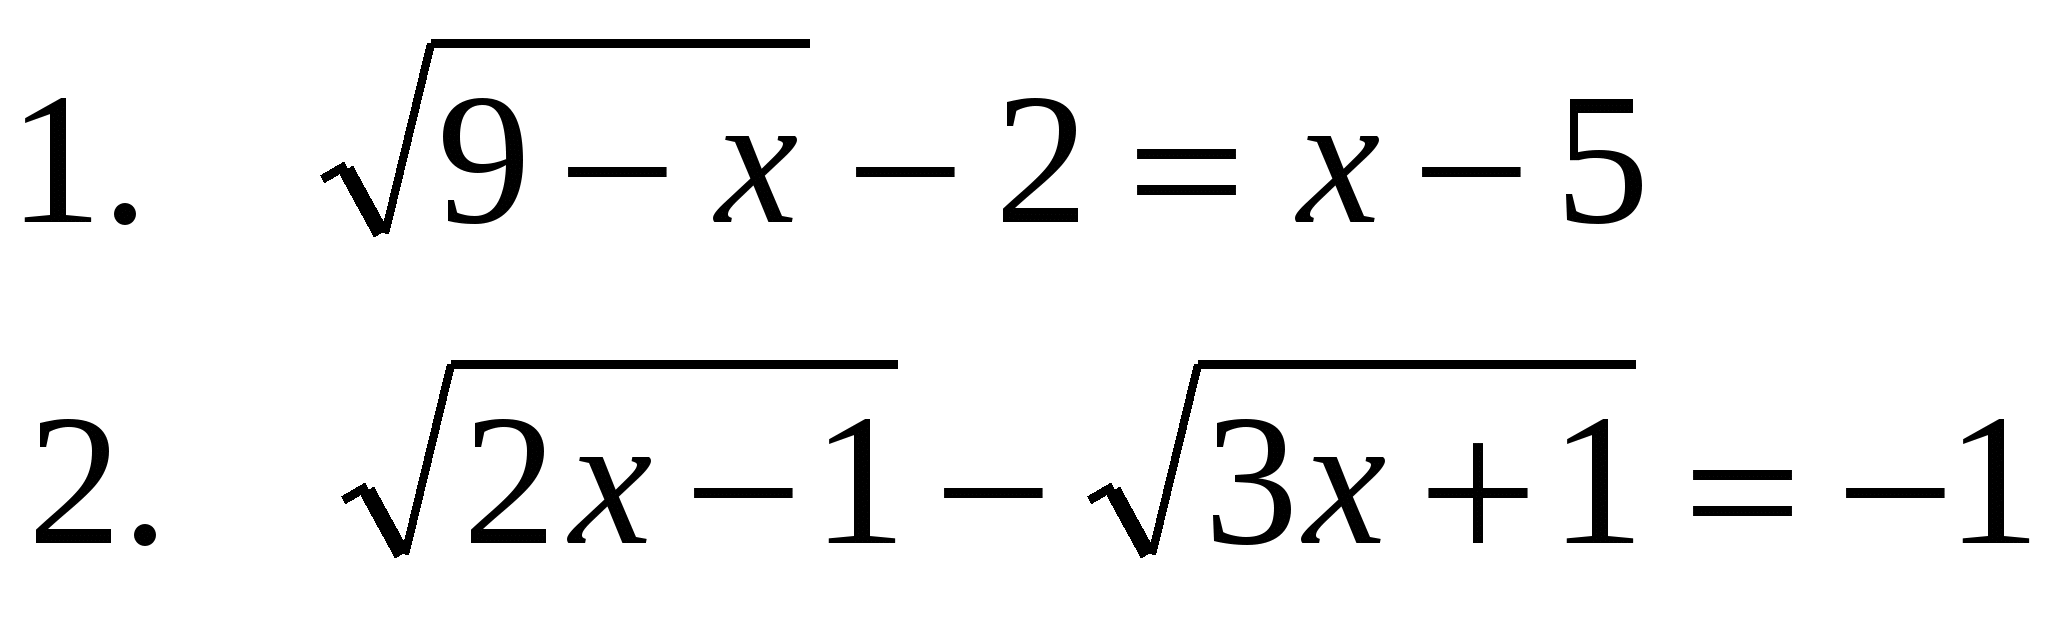 1. √(9 − x) − 2 = x − 5
2. √(2x − 1) − √(3x + 1) = −1